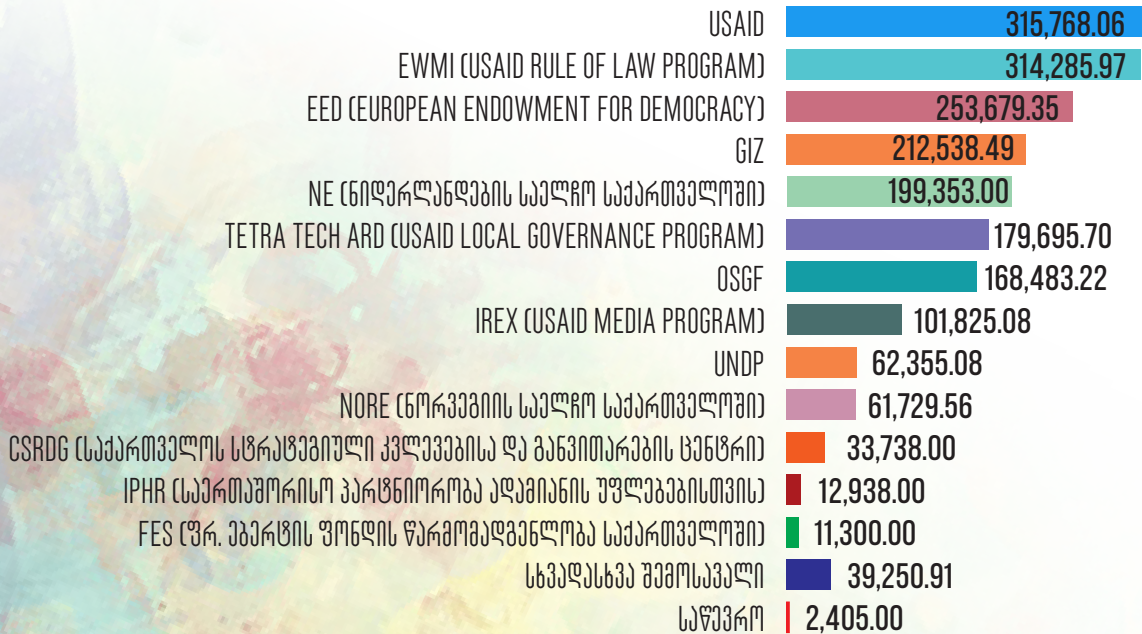 USAID 315,768.06
EWMI (USAID RULE OF LAW PROGRAM) 314,285.97
EED (EUROPEAN ENDOWMENT FOR DEMOCRACY) 253,679.35
GIZ 212,538.49
NE (ნიდერლანდების საელჩო საქართველოში) 199,353.00
TETRA TECH ARD (USAID LOCAL GOVERNANCE PROGRAM) 179,695.70
OSGF 168,483.22
IREX (USAID MEDIA PROGRAM) 101,825.08
UNDP 62,355.08
NORE (ნორვეგიის საელჩო საქართველოში) 61,729.56
CSRDG (საქართველოს სტრატეგიული კვლევებისა და განვითარების ცენტრი) 33,738.00
IPHR (საერთაშორისო პარტნიორობა ადამიანის უფლებებისთვის) 12,938.00
FES (ფრ. ებერტის ფონდის წარმომადგენლობა საქართველოში) 11,300.00
სხვადასხვა შემოსავალი 39,250.91
საწევრო 2,405.00